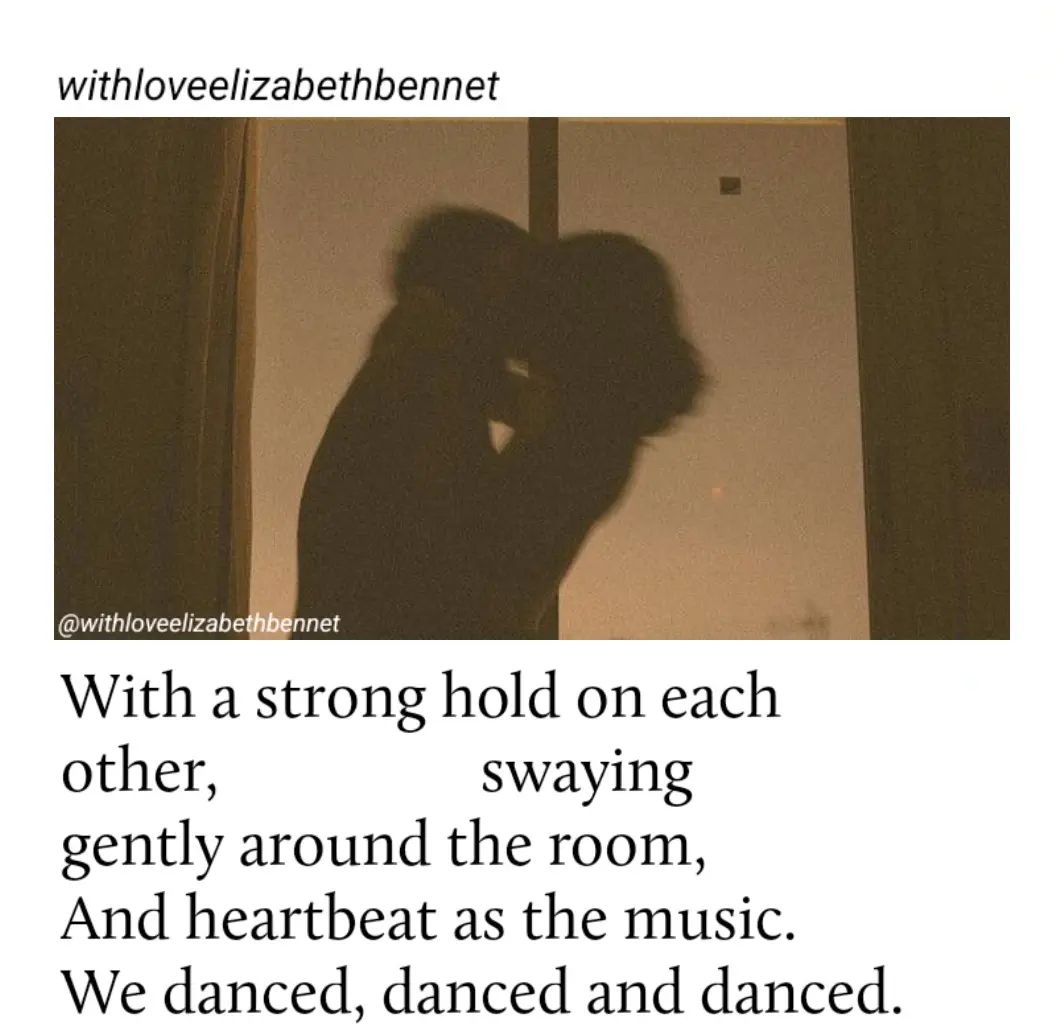 withloveelizabethbennet
@withloveelizabethbennet
With a strong hold on each
other, swaying
gently around the room,
And heartbeat as the music.
We danced, danced and danced.